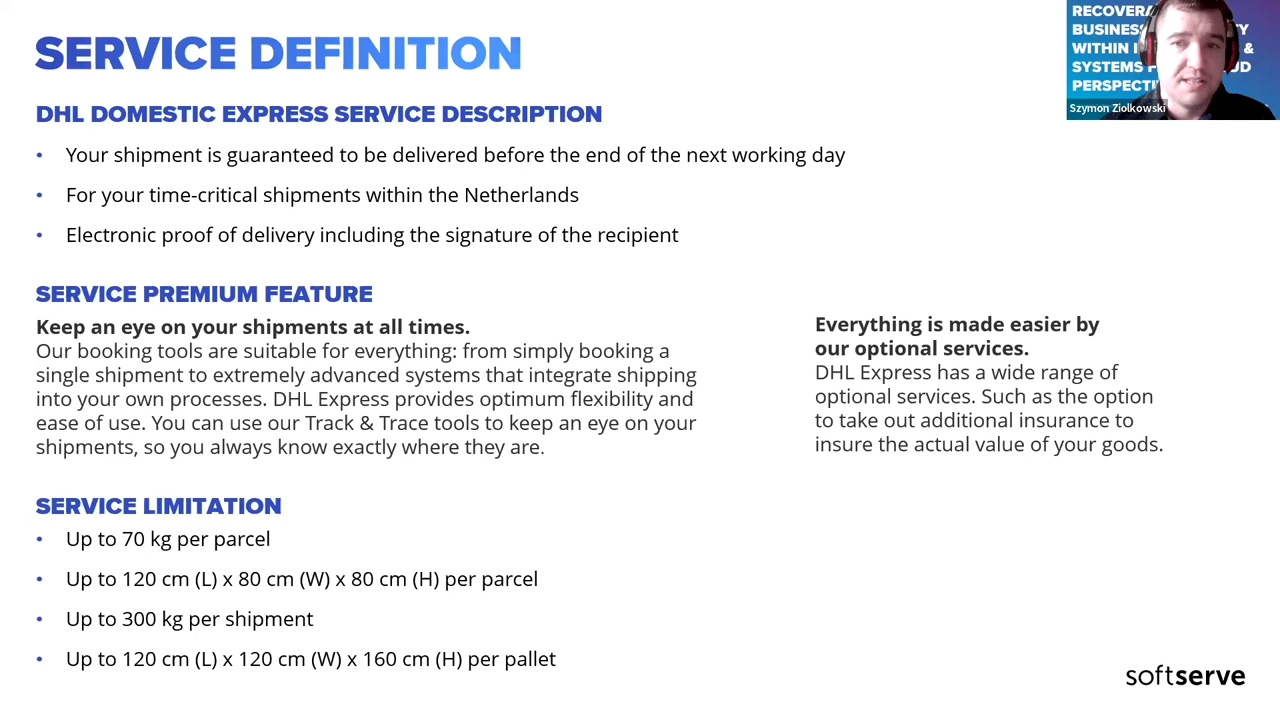 SERVICE DEFINITION
DHL DOMESTIC EXPRESS SERVICE DESCRIPTION
• Your shipment is guaranteed to be delivered before the end of the next working day
• For your time-critical shipments within the Netherlands
• Electronic proof of delivery including the signature of the recipient
SERVICE PREMIUM FEATURE
Keep an eye on your shipments at all times.
Our booking tools are suitable for everything: from simply booking a
single shipment to extremely advanced systems that integrate shipping
into your own processes. DHL Express provides optimum flexibility and
ease of use. You can use our Track & Trace tools to keep an eye on your
shipments, so you always know exactly where they are.
Everything is made easier by
our optional services.
DHL Express has a wide range of
optional services. Such as the option
to take out additional insurance to
insure the actual value of your goods.
SERVICE LIMITATION
• Up to 70 kg per parcel
• Up to 120 cm (L) x 80 cm (W) x 80 cm (H) per parcel
• Up to 300 kg per shipment
• Up to 120 cm (L) x 120 cm (W) x 160 cm (H) per pallet
softserve
BUSINESS
WITHIN &
SYSTEMS
Szymon Ziolkowski